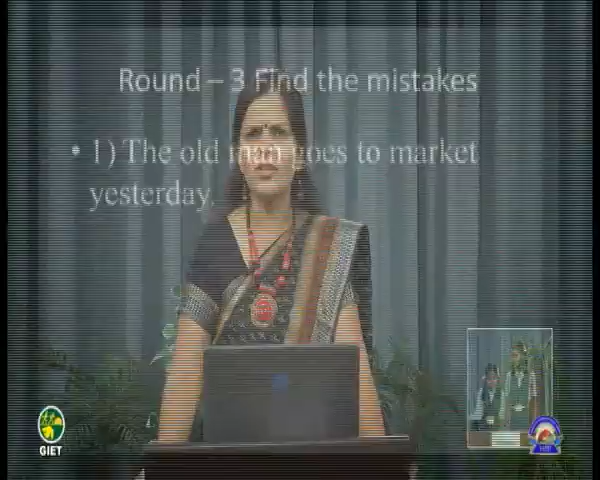 Round – 3 Find the mistakes
• 1) The old man goes to market
yesterday.
GIET